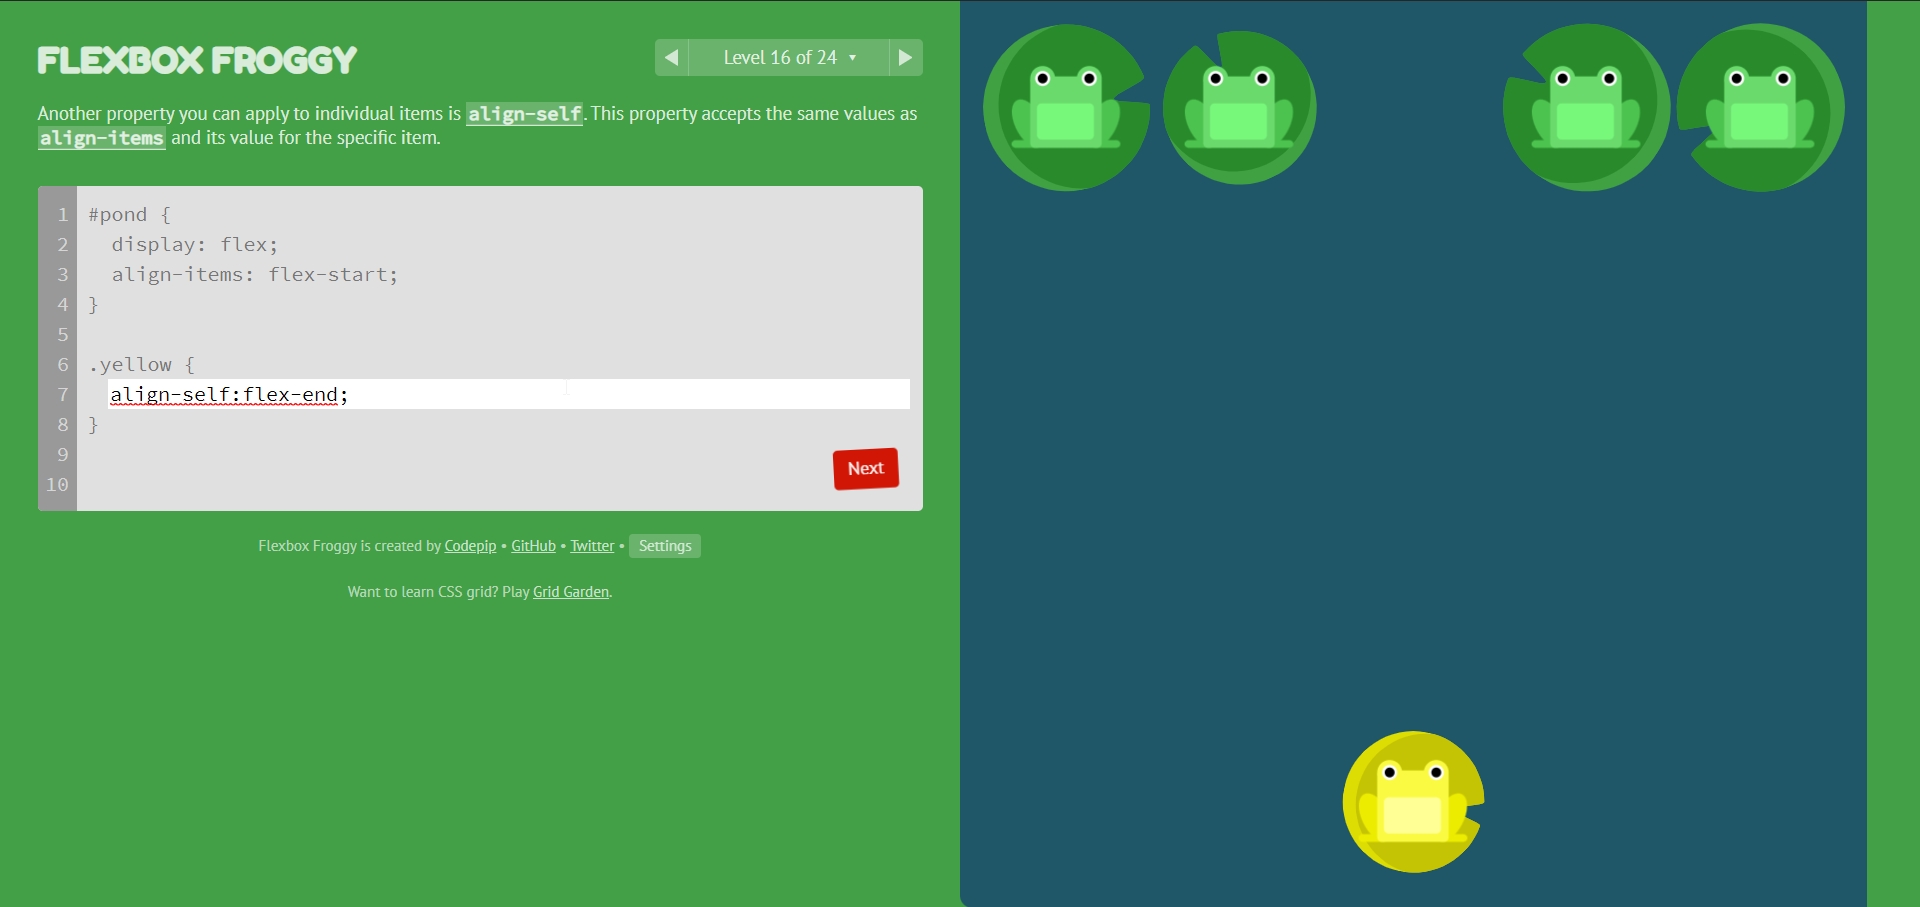 FLEXBOX FROGGY
Level 16 of 24
Another property you can apply to individual items is align-self. This property accepts the same values as
align-items and its value for the specific item.
1 #pond {
2 display: flex;
3 align-items: flex-start;
4 }
5
6 .yellow {
7 align-self:flex-end;
8 }
9
10
Next
Flexbox Froggy is created by Codepip • GitHub • Twitter • Settings
Want to learn CSS grid? Play Grid Garden.